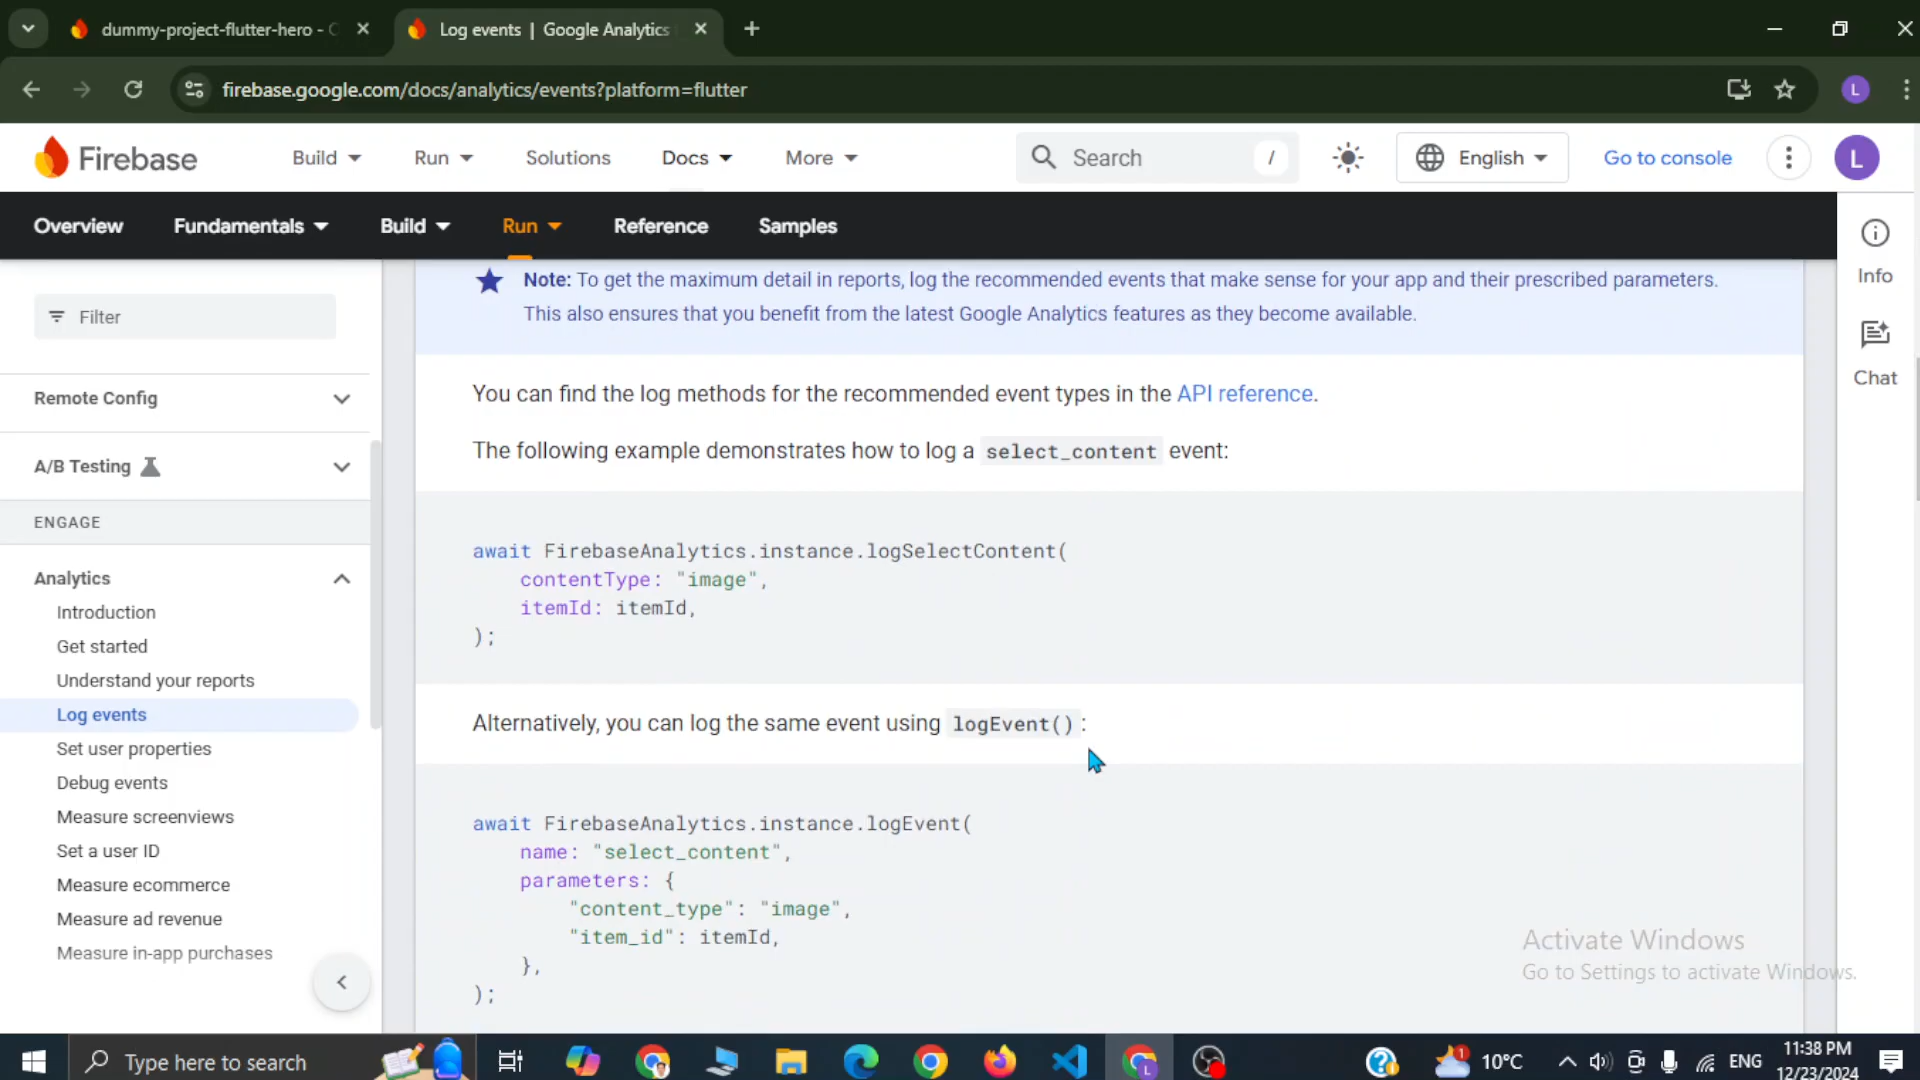 dummy-project-flutter-hero -
Log events | Google Analytics
firebase.google.com/docs/analytics/events?platform=flutter
L
Firebase
Build
Run
Solutions
Docs
More
Search
/
English
Go to console
L
Overview
Fundamentals
Build
Run
Reference
Samples
Info
Chat
Filter
Remote Config
A/B Testing
ENGAGE
Analytics
Introduction
Get started
Understand your reports
Log events
Set user properties
Debug events
Measure screenviews
Set a user ID
Measure ecommerce
Measure ad revenue
Measure in-app purchases
Note: To get the maximum detail in reports, log the recommended events that make sense for your app and their prescribed parameters.
This also ensures that you benefit from the latest Google Analytics features as they become available.
You can find the log methods for the recommended event types in the API reference.
The following example demonstrates how to log a select_content event:
await FirebaseAnalytics.instance.logSelectContent(
contentType: "image",
itemId: itemId,
);
Alternatively, you can log the same event using logEvent():
await FirebaseAnalytics.instance.logEvent(
name: "select_content",
parameters: {
"content_type": "image",
"item_id": itemId,
},
);
Activate Windows
Go to Settings to activate Windows.
Type here to search
L
1
10°C
ENG
11:38 PM
12/23/2024